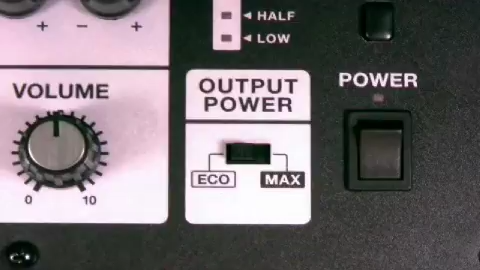 ◄ HALF
◄ LOW
+ − +
VOLUME
0 10
OUTPUT
POWER
ECO MAX
POWER